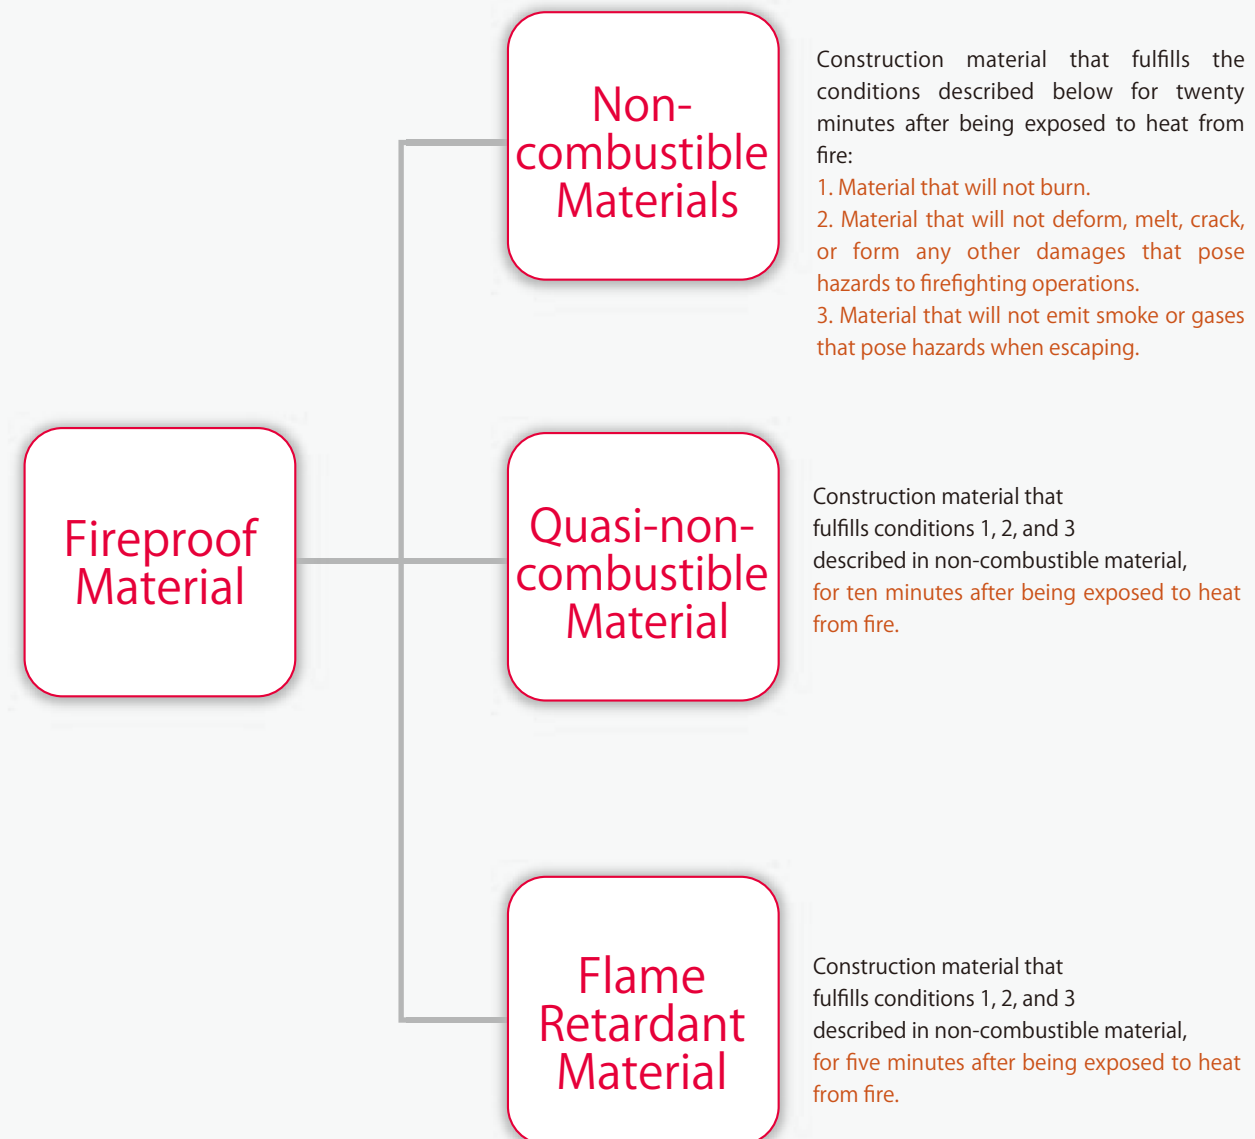 Non-
combustible
Materials
Construction material that fulfills the
conditions described below for twenty
minutes after being exposed to heat from
fire:
1. Material that will not burn.
2. Material that will not deform, melt, crack,
or form any other damages that pose
hazards to firefighting operations.
3. Material that will not emit smoke or gases
that pose hazards when escaping.
Fireproof
Material
Quasi-non-
combustible
Material
Construction material that
fulfills conditions 1, 2, and 3
described in non-combustible material,
for ten minutes after being exposed to heat
from fire.
Flame
Retardant
Material
Construction material that
fulfills conditions 1, 2, and 3
described in non-combustible material,
for five minutes after being exposed to heat
from fire.